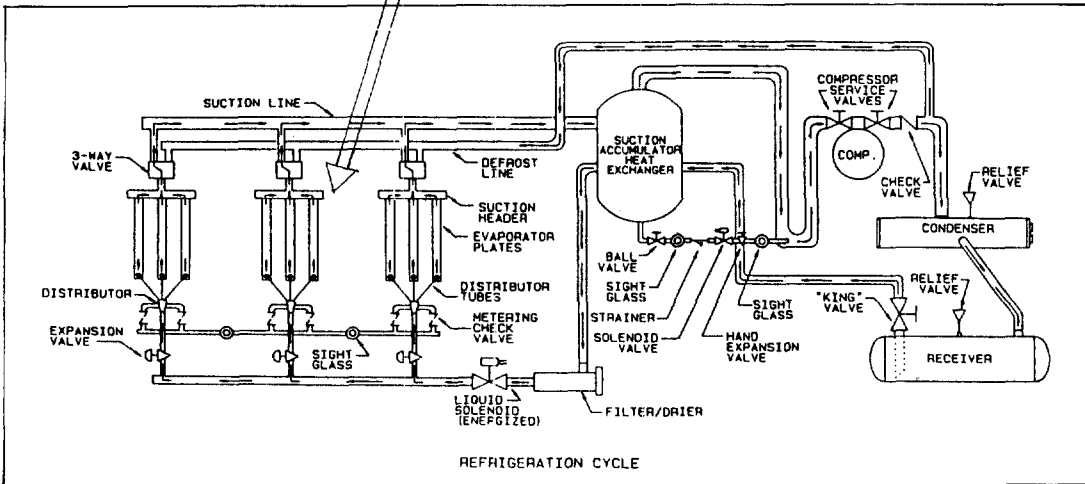 COMPRESSOR
SERVICE
VALVES
SUCTION LINE
SUCTION
ACCUMULATOR
HEAT
EXCHANGER
3-WAY
VALVE
DEFROST
LINE
COMP.
CHECK
VALVE
RELIEF
VALVE
SUCTION
HEADER
EVAPORATOR
PLATES
CONDENSER
BALL
VALVE
SIGHT
GLASS
STRAINER
SOLENOID
VALVE
HAND
EXPANSION
VALVE
SIGHT
GLASS
"KING"
VALVE
RELIEF
VALVE
DISTRIBUTOR
DISTRIBUTOR
TUBES
METERING
CHECK
VALVE
EXPANSION
VALVE
SIGHT
GLASS
RECEIVER
LIQUID
SOLENOID
(ENEFGIZED)
FILTER/DRIER
REFRIGERATION CYCLE